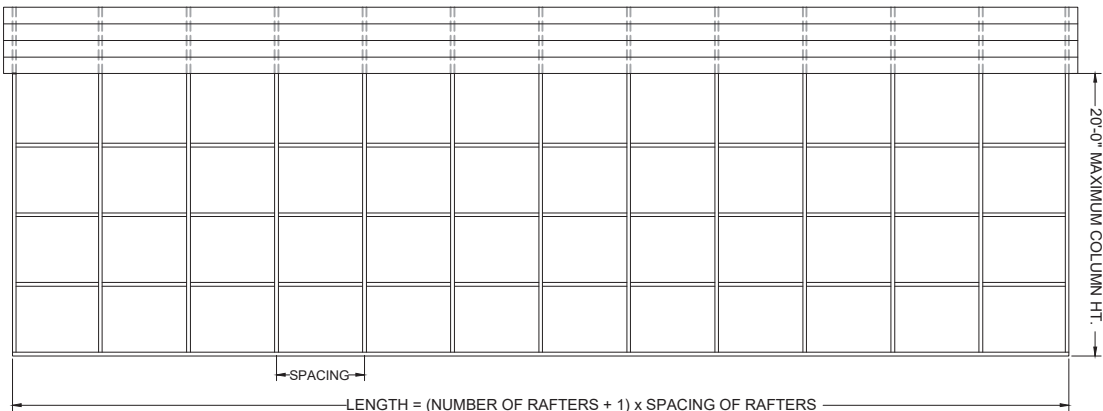 20'-0" MAXIMUM COLUMN HT.
SPACING
LENGTH = (NUMBER OF RAFTERS + 1) x SPACING OF RAFTERS